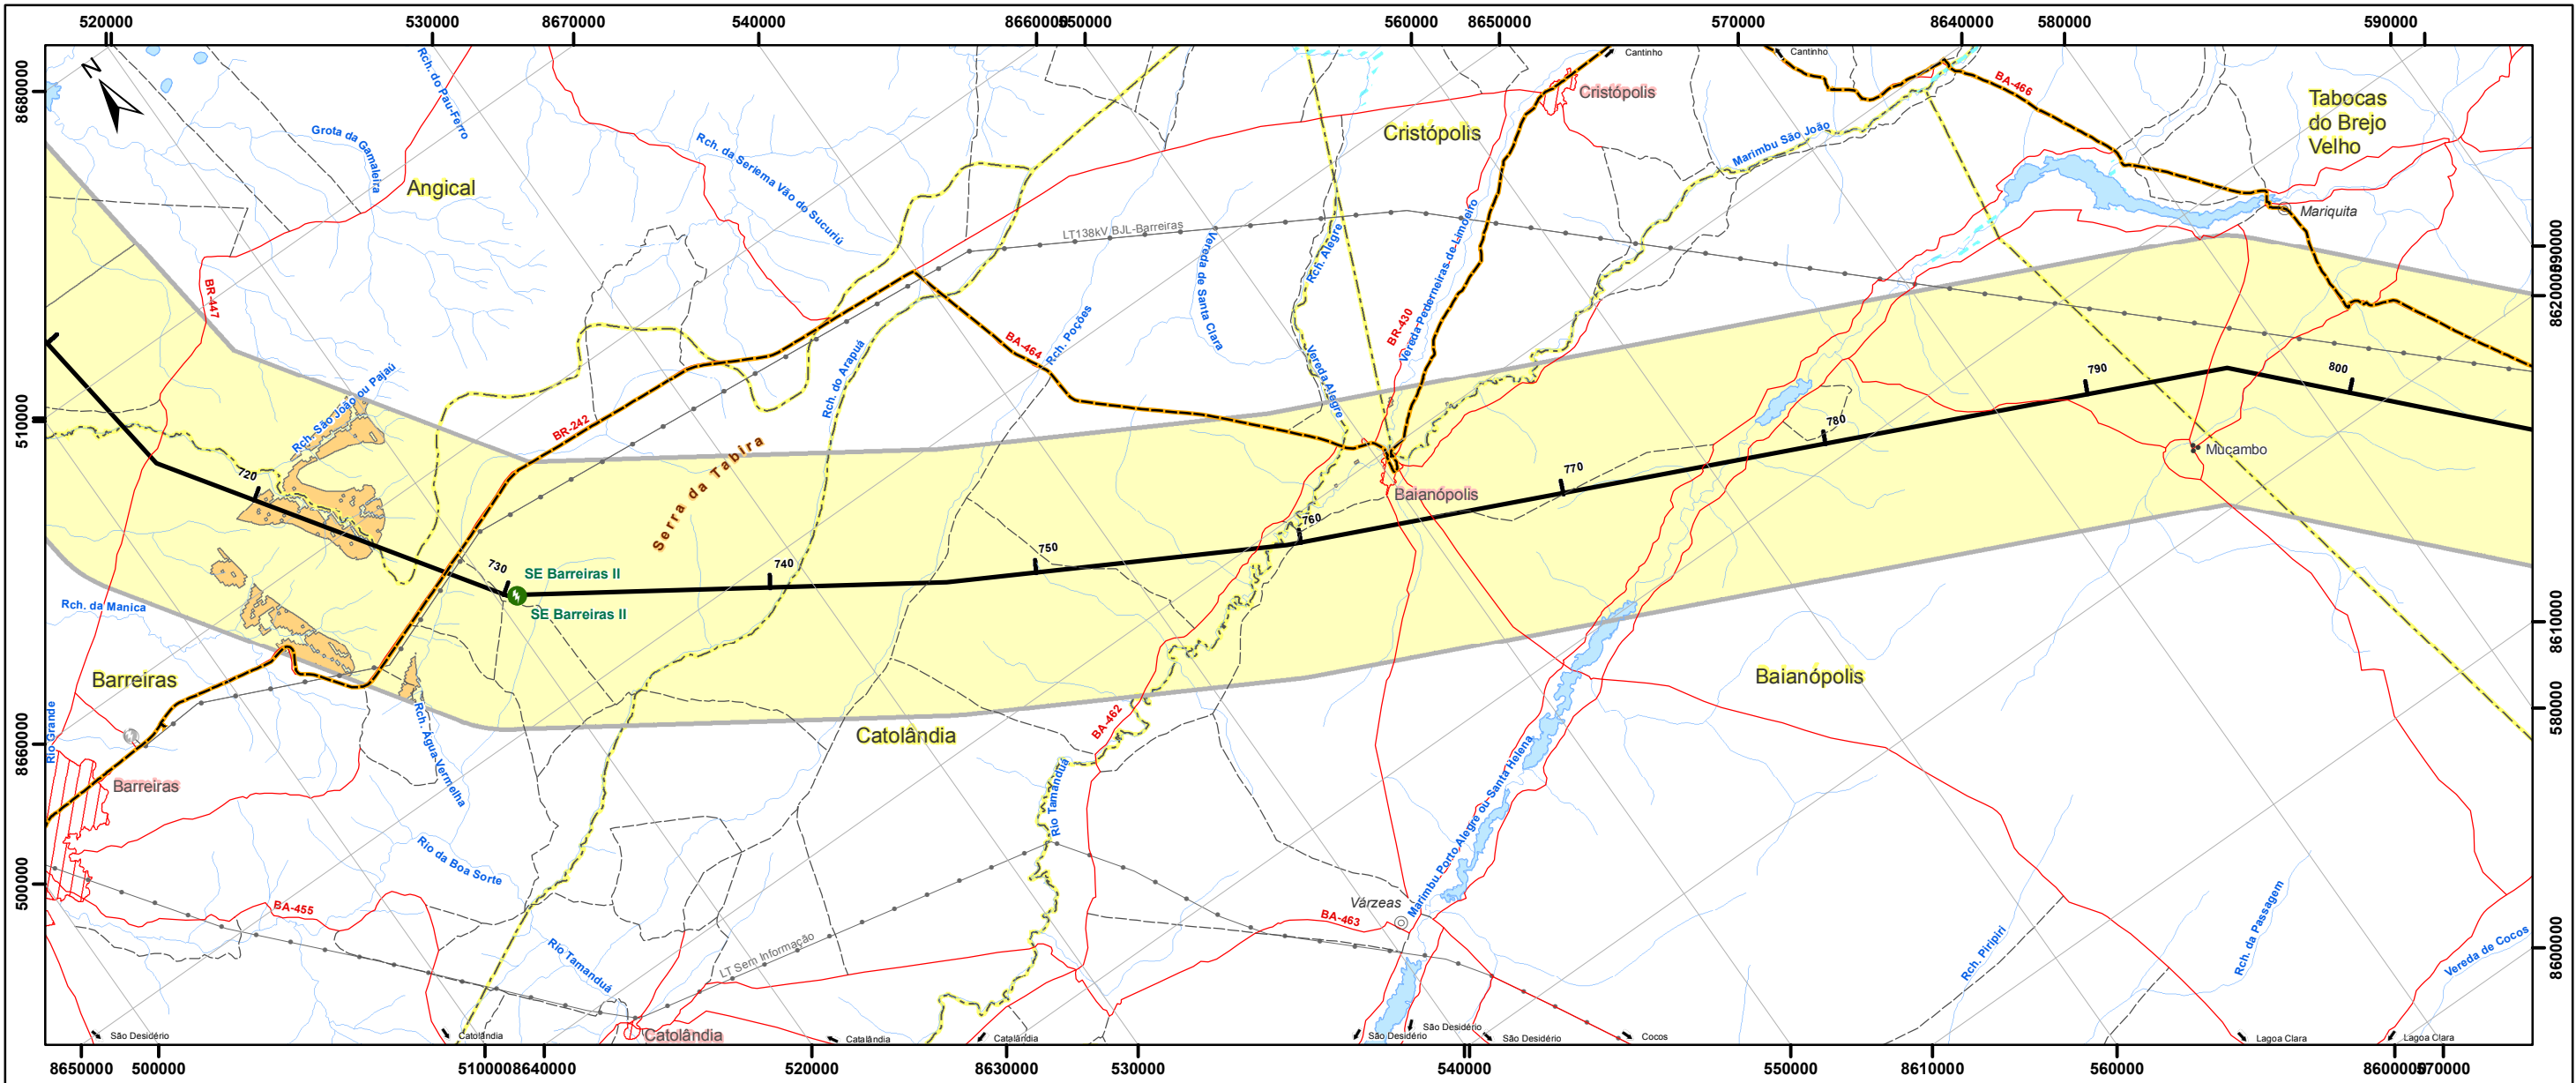 520000
530000
8670000
540000
8660000
550000
560000
8650000
570000
8640000
580000
590000
8680000
510000
8660000
500000
590000
8620000
8610000
580000
8600000
8650000
500000
510000
8640000
520000
8630000
530000
540000
550000
8610000
560000
8600000
570000
N
Cantinho
Cantinho
Cristópolis
Cristópolis
BA-466
Tabocas
do Brejo
Velho
Mariquita
Marimbu São João
Rch. do Pau-Ferro
Grota da Gamaleira
Angical
Rch. da Seriema Vão do Sucuriú
LT138kV BJL-Barreiras
Vereda de Santa Clara
Rch. Alegre
Vereda Alegre
Vereda Pederneiras de Limoeiro
BR-430
BR-447
Rch. São João ou Pajaú
BR-242
Rch. do Arapuá
Rch. Poções
BA-464
Serra da Tabira
720
730
740
750
760
770
780
790
800
SE Barreiras II
SE Barreiras II
Baianópolis
Mucambo
Rch. da Manica
Barreiras
Rio Grande
Barreiras
Rch. Água Vermelha
Rio da Boa Sorte
BA-455
Rio Tamanduá
Catolândia
BA-462
Rio Tamanduá
LT Sem Informação
Catolândia
Baianópolis
Marimbu Porto Alegre ou Santa Helena
Várzeas
BA-463
Rch. Piripiri
Rch. da Passagem
Vereda de Cocos
São Desidério
Catolândia
Catalândia
Catalândia
São Desidério
São Desidério
São Desidério
Cocos
Lagoa Clara
Lagoa Clara